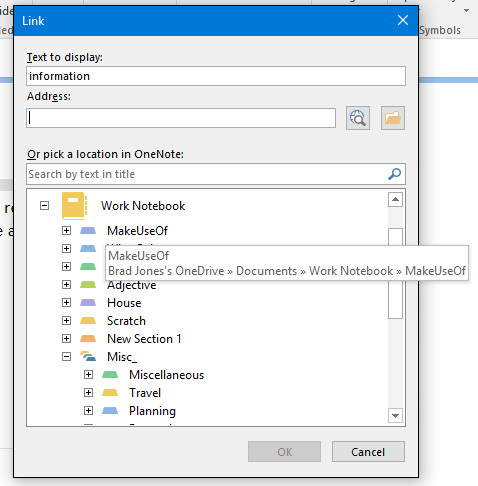 Link
Text to display:
information
Address:
Or pick a location in OneNote:
Search by text in title
Work Notebook
MakeUseOf
MakeUseOf
Brad Jones's OneDrive » Documents » Work Notebook » MakeUseOf
Adjective
House
Scratch
New Section 1
Misc_
Miscellaneous
Travel
Planning
OK
Cancel
Symbols